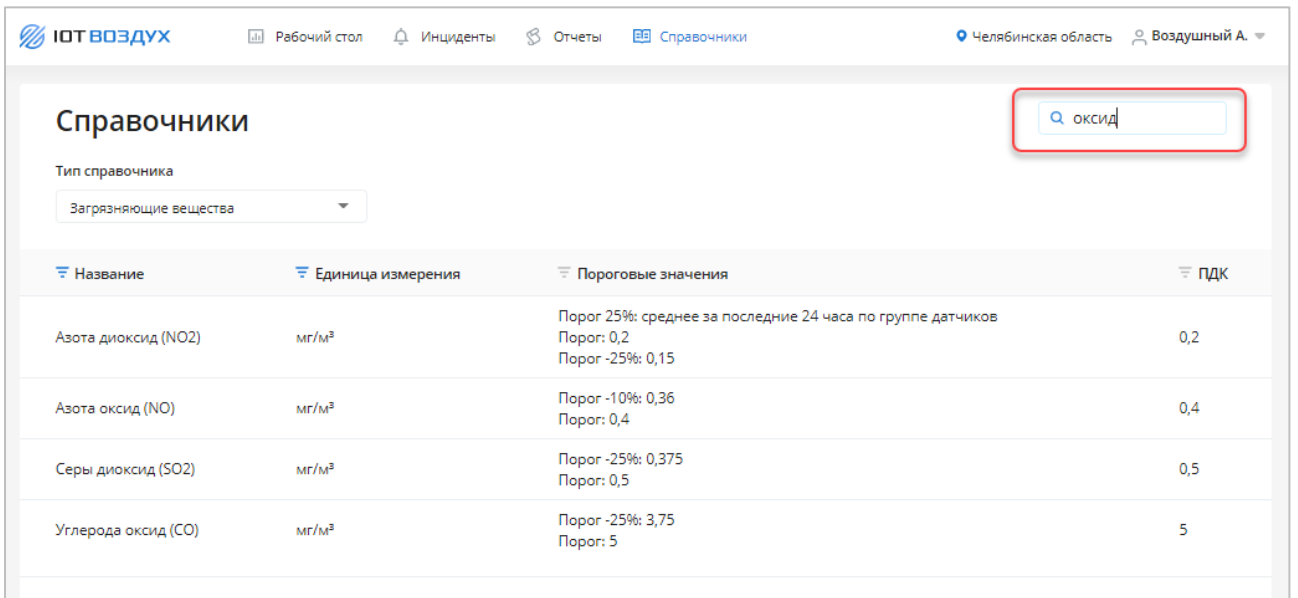 IOT ВОЗДУХ
Рабочий стол
Инциденты
Отчеты
Справочники
Челябинская область
Воздушный А.
Справочники
оксид
Тип справочника
Загрязняющие вещества
Название
Единица измерения
Пороговые значения
ПДК
Азота диоксид (NO2)
мг/м³
Порог 25%: среднее за последние 24 часа по группе датчиков
Порог: 0,2
Порог -25%: 0,15
0,2
Азота оксид (NO)
мг/м³
Порог -10%: 0,36
Порог: 0,4
0,4
Серы диоксид (SO2)
мг/м³
Порог -25%: 0,375
Порог: 0,5
0,5
Углерода оксид (CO)
мг/м³
Порог -25%: 3,75
Порог: 5
5